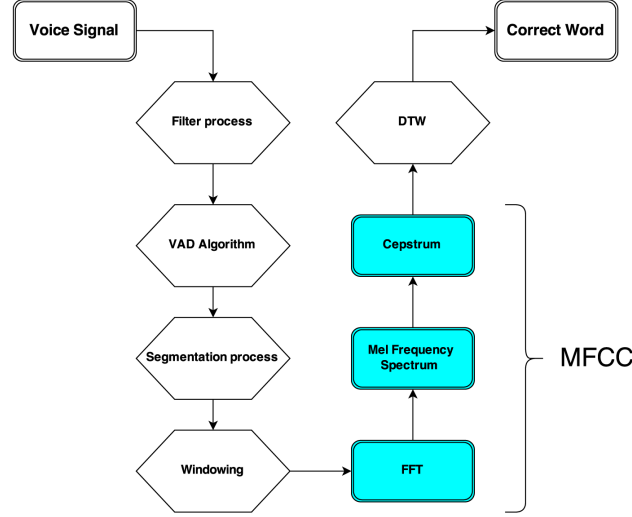 Voice Signal
Filter process
VAD Algorithm
Segmentation process
Windowing
FFT
Mel Frequency
Spectrum
Cepstrum
DTW
Correct Word
MFCC